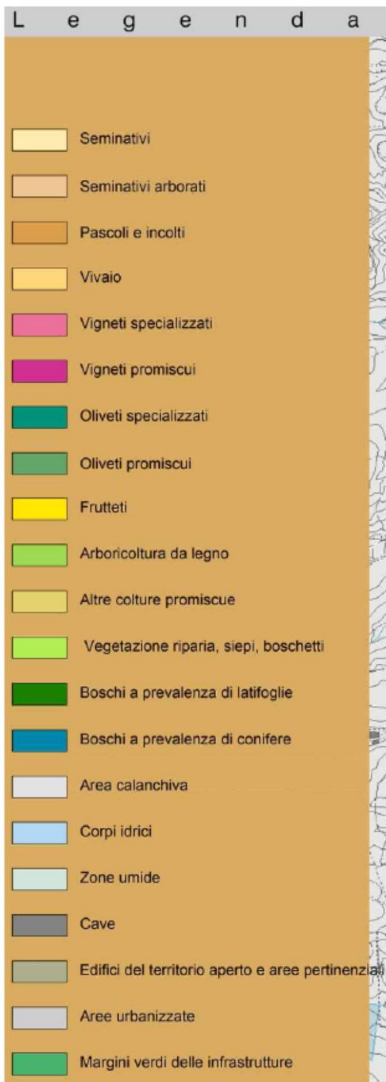 L e g e n d a
Seminativi
Seminativi arborati
Pascoli e incolti
Vivaio
Vigneti specializzati
Vigneti promiscui
Oliveti specializzati
Oliveti promiscui
Frutteti
Arboricoltura da legno
Altre colture promiscue
Vegetazione riparia, siepi, boschetti
Boschi a prevalenza di latifoglie
Boschi a prevalenza di conifere
Area calanchiva
Corpi idrici
Zone umide
Cave
Edifici del territorio aperto e aree pertinenziali
Aree urbanizzate
Margini verdi delle infrastrutture